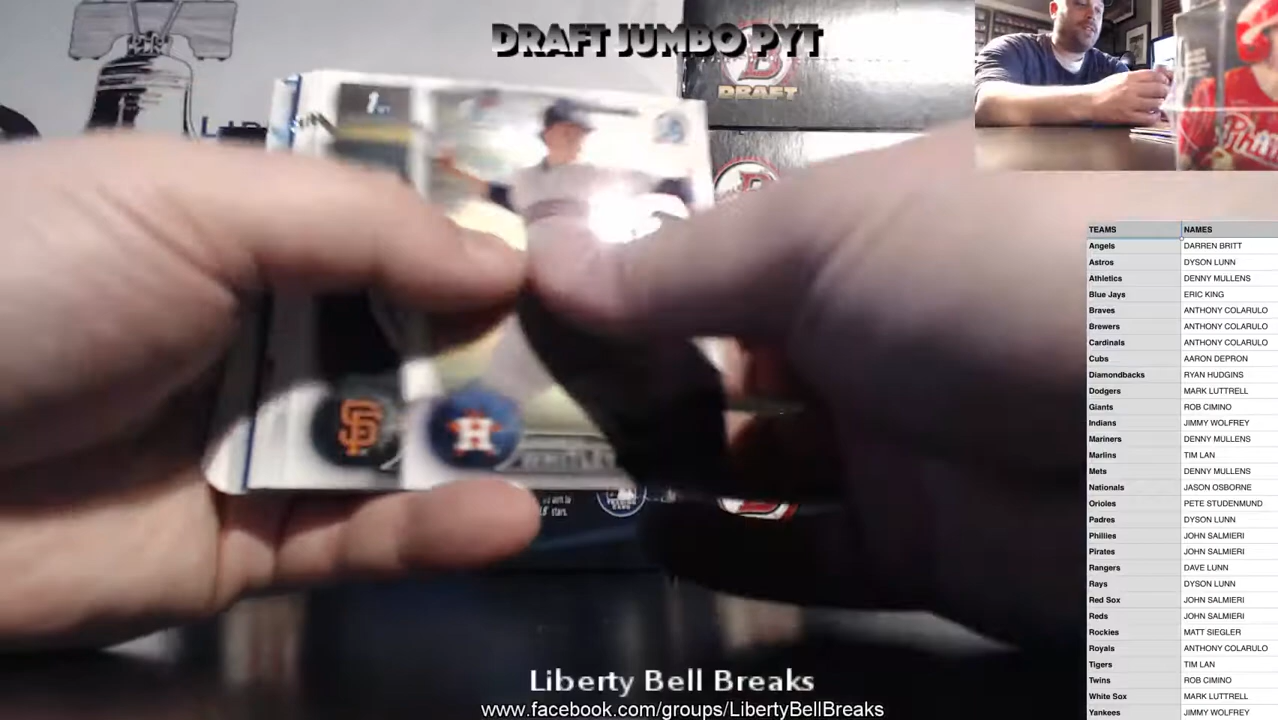 DRAFT JUMBO PYT
DRAFT
TEAMS NAMES
Angels DARREN BRITT
Astros DYSON LUNN
Athletics DENNY MULLENS
Blue Jays ERIC KING
Braves ANTHONY COLARULO
Brewers ANTHONY COLARULO
Cardinals ANTHONY COLARULO
Cubs AARON DEPRON
Diamondbacks RYAN HUDGINS
Dodgers MARK LUTTRELL
Giants ROB CIMINO
Indians JIMMY WOLFREY
Mariners DENNY MULLENS
Marlins TIM LAN
Mets DENNY MULLENS
Nationals JASON OSBORNE
Orioles PETE STUDENMUND
Padres DYSON LUNN
Phillies JOHN SALMIERI
Pirates JOHN SALMIERI
Rangers DAVE LUNN
Rays DYSON LUNN
Red Sox JOHN SALMIERI
Reds JOHN SALMIERI
Rockies MATT SIEGLER
Royals ANTHONY COLARULO
Tigers TIM LAN
Twins ROB CIMINO
White Sox MARK LUTTRELL
Yankees JIMMY WOLFREY
SF
H
stars.
Liberty Bell Breaks
www.facebook.com/groups/LibertyBellBreaks